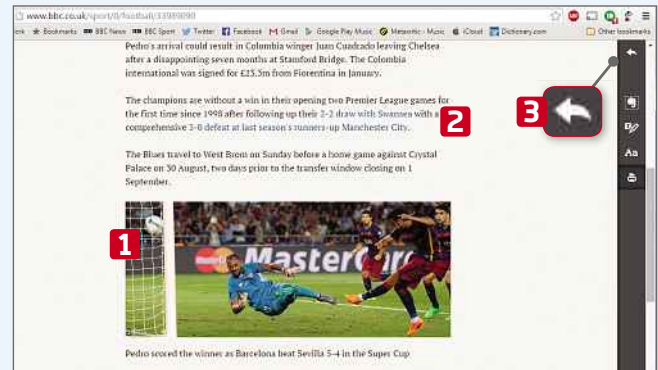 www.bbc.co.uk/sport/0/football/33989090
Bookmarks BBC News BBC Sport Twitter Facebook Gmail Google Play Music Meteoritic - Music iCloud Dictionary.com Other bookmarks
Pedro's arrival could result in Columbia winger Juan Cuadrado leaving Chelsea
after a disappointing seven months at Stamford Bridge. The Colombia
international was signed for £23.3m from Fiorentina in January.
The champions are without a win in their opening two Premier League games for
the first time since 1998 after following up their 2-2 draw with Swansea with a
comprehensive 3-0 defeat at last season's runners-up Manchester City.
The Blues travel to West Brom on Sunday before a home game against Crystal
Palace on 30 August, two days prior to the transfer window closing on 1
September.
Aa
1
2
3
MasterCard
Pedro scored the winner as Barcelona beat Sevilla 5-4 in the Super Cup